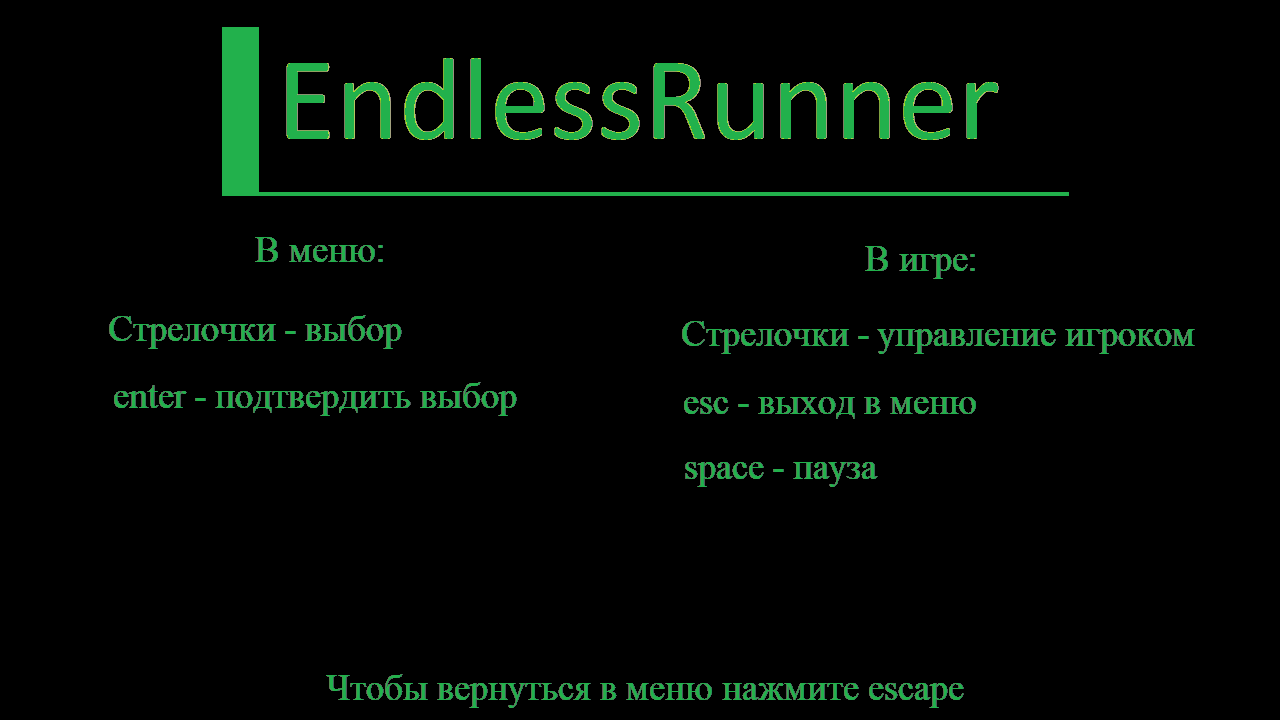 EndlessRunner
В меню:
Стрелочки - выбор
enter - подтвердить выбор
В игре:
Стрелочки - управление игроком
esc - выход в меню
space - пауза
Чтобы вернуться в меню нажмите escape